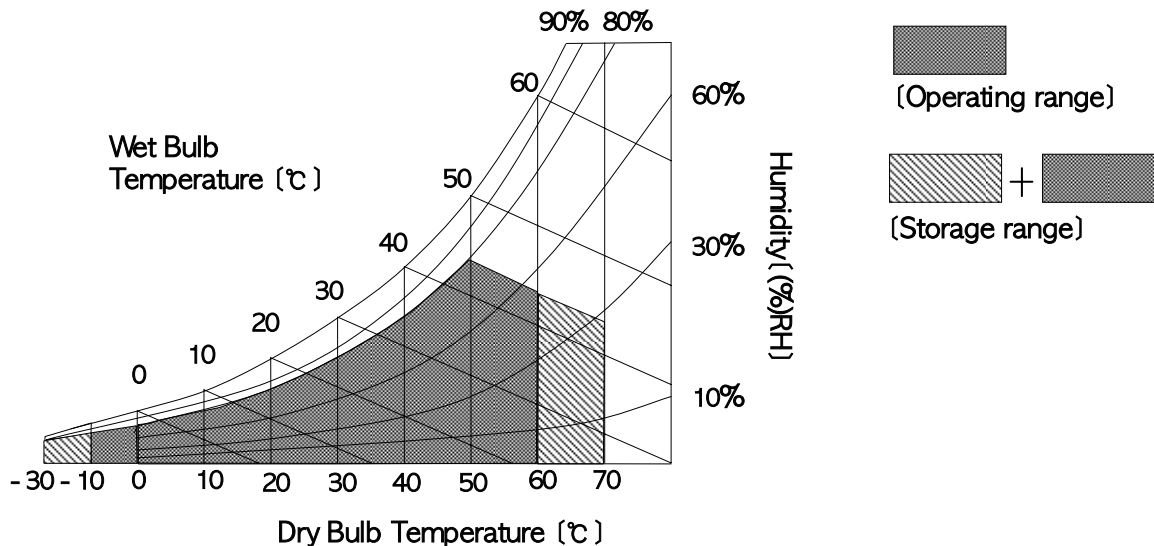 90% 80%
60
60%
〔Operating range〕
Wet Bulb
Temperature〔℃〕
50
+
〔Storage range〕
30%
40
30
20
10
0
Humidity〔(%)RH〕
10%
-30 -10 0 10 20 30 40 50 60 70
Dry Bulb Temperature〔℃〕